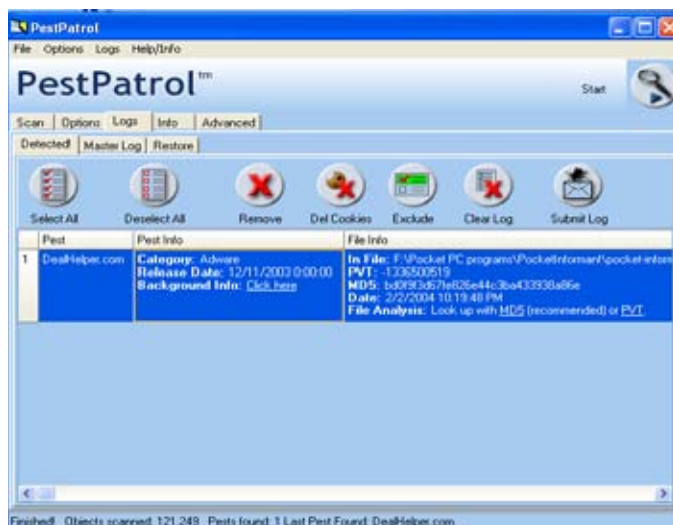 PestPatrol
File Options Logs Help/Info
PestPatrol™
Start
Scan Options Logs Info Advanced
Detected! Master Log Restore
Select All Deselect All Remove Del Cookies Exclude Clear Log Submit Log
Pest Pest Info File Info
1 DealHelper.com Category: Adware In File: F:\Pocket PC programs\PocketInformant\pocket-inform
Release Date: 12/11/2003 0:00:00 PVT: -1336500519
Background Info: Click here MD5:
Date: 2/2/2004 10:19:48 PM
File Analysis: Look up with MD5 (recommended) or PVT.
Finished! Objects scanned: 121,249 Pests found: 1 Last Pest Found: DealHelper.com